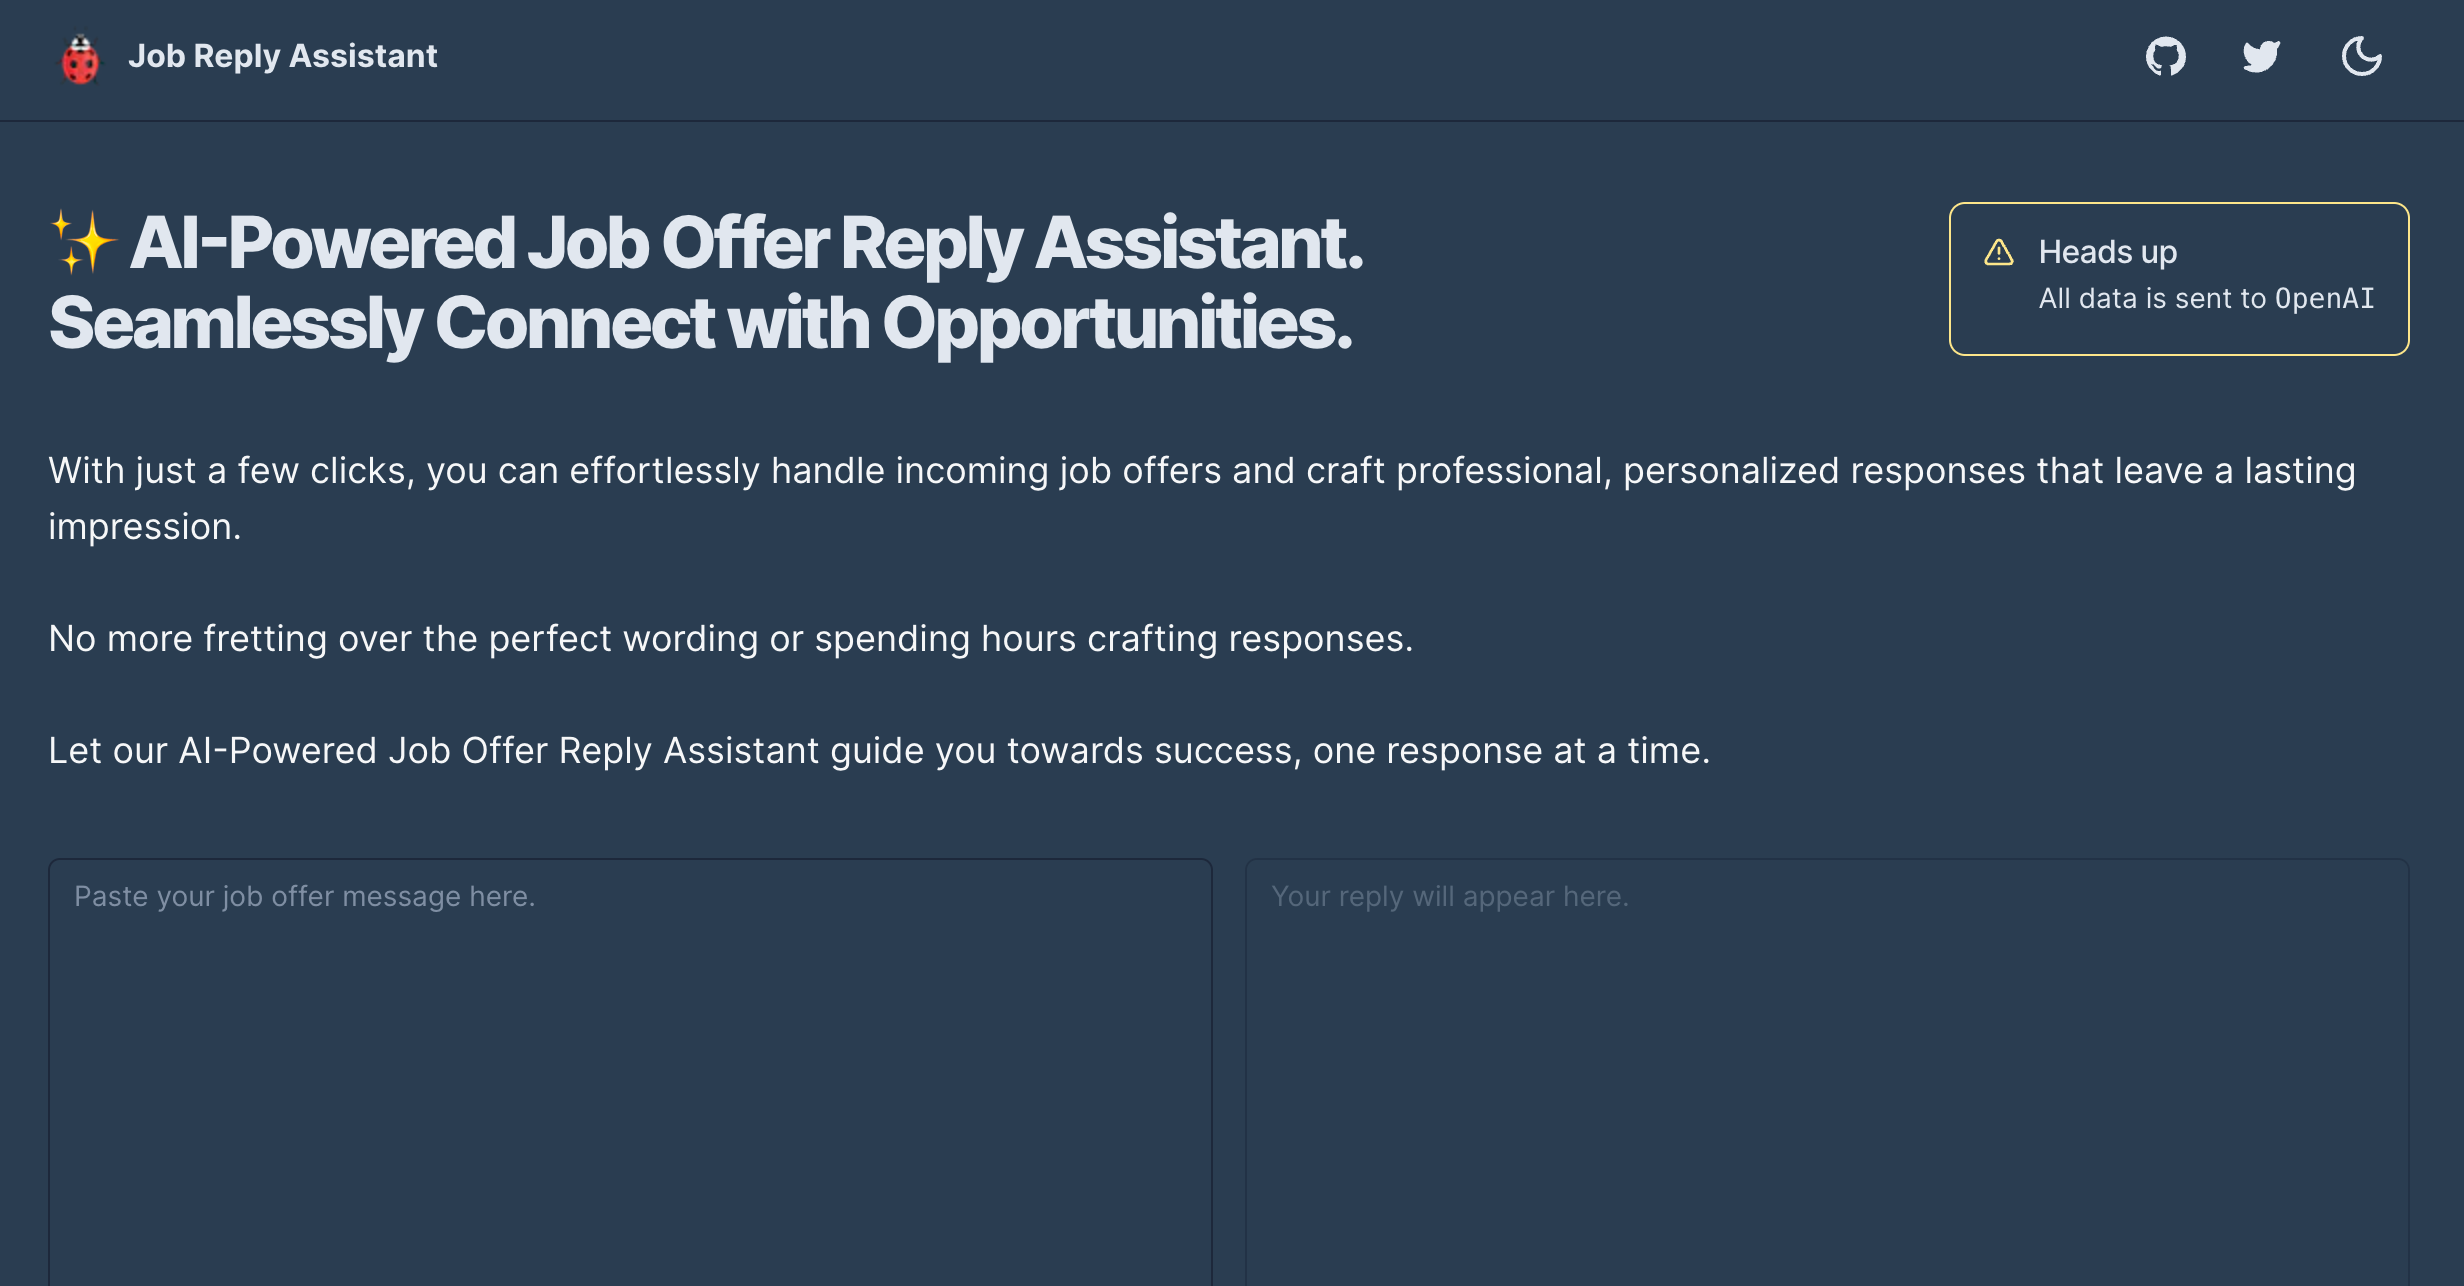 Job Reply Assistant
✨ AI-Powered Job Offer Reply Assistant.
Seamlessly Connect with Opportunities.
Heads up
All data is sent to OpenAI
With just a few clicks, you can effortlessly handle incoming job offers and craft professional, personalized responses that leave a lasting
impression.
No more fretting over the perfect wording or spending hours crafting responses.
Let our AI-Powered Job Offer Reply Assistant guide you towards success, one response at a time.
Paste your job offer message here.
Your reply will appear here.